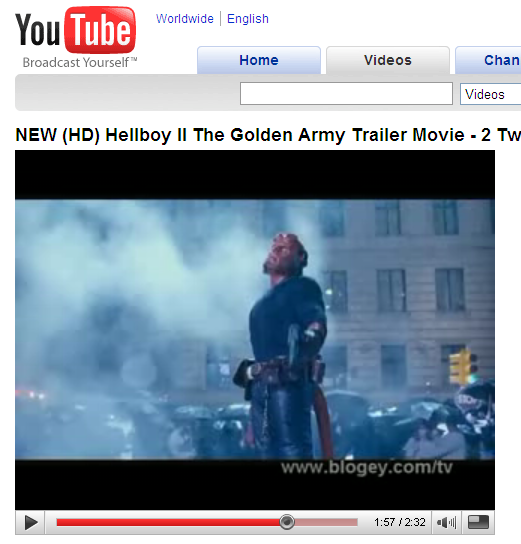 YouTube
Worldwide | English
Broadcast Yourself™
Home Videos Chan
Videos
NEW (HD) Hellboy II The Golden Army Trailer Movie - 2 Tw
www.blogey.com/tv
1:57 / 2:32